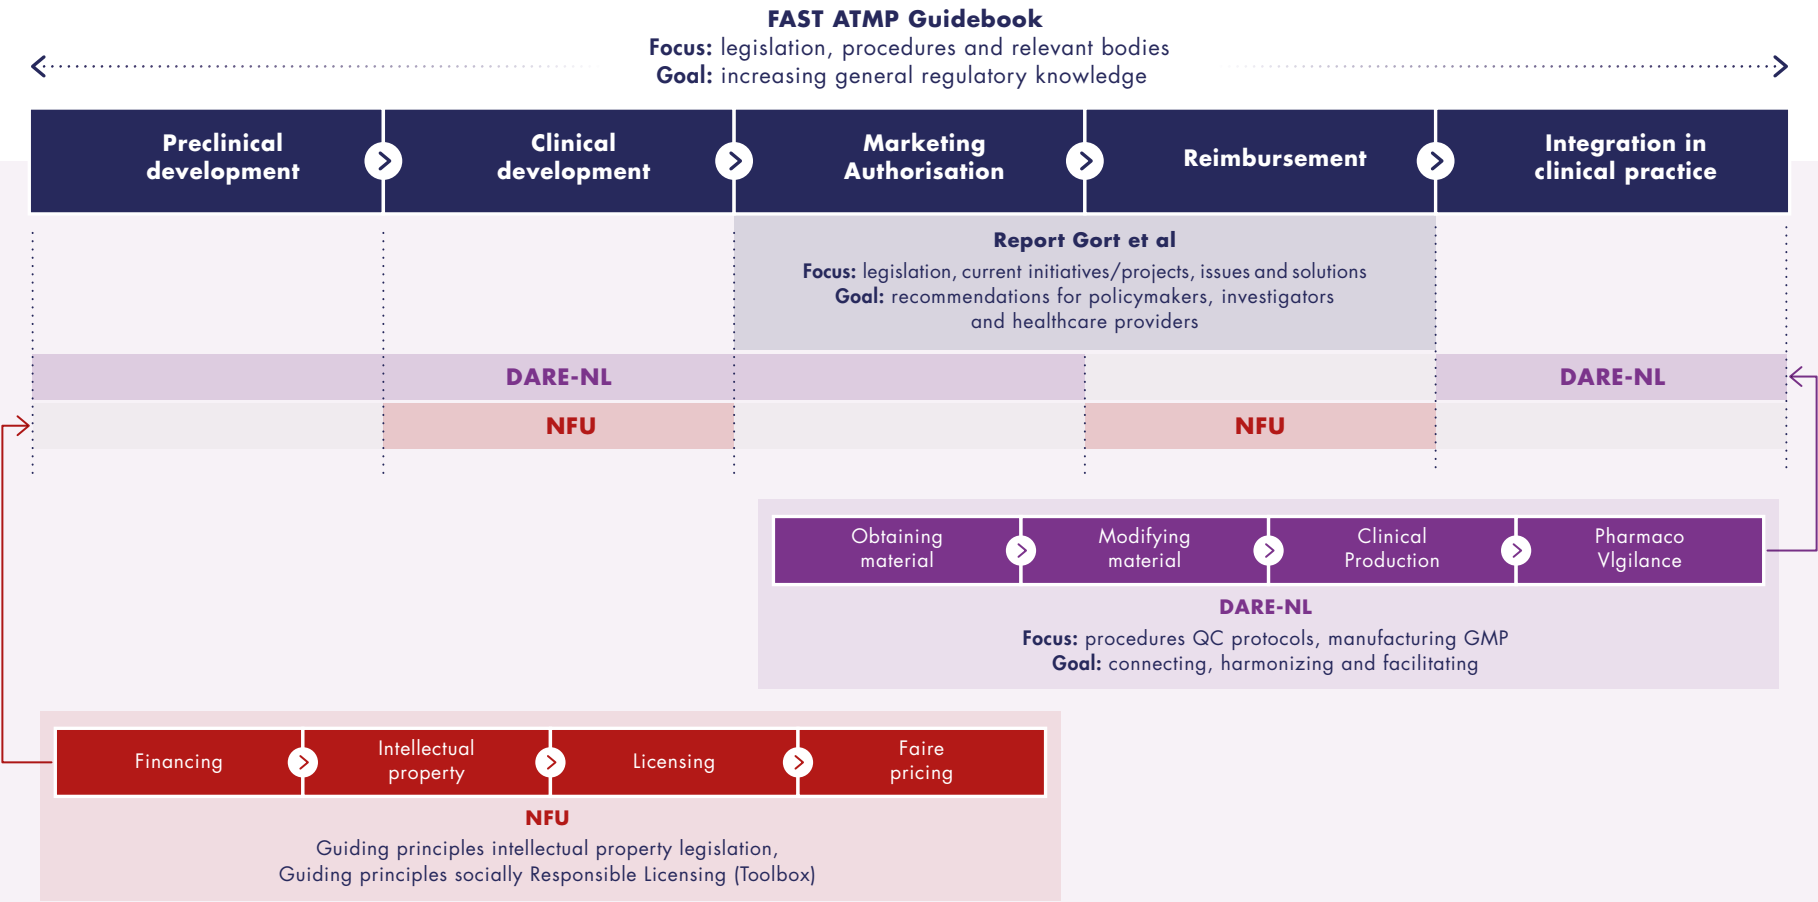 FAST ATMP Guidebook
Focus: legislation, procedures and relevant bodies
Goal: increasing general regulatory knowledge
Preclinical
development
Clinical
development
Marketing
Authorisation
Reimbursement
Integration in
clinical practice
Report Gort et al
Focus: legislation, current initiatives/projects, issues and solutions
Goal: recommendations for policymakers, investigators
and healthcare providers
DARE-NL
DARE-NL
NFU
NFU
Obtaining
material
Modifying
material
Clinical
Production
Pharmaco
VIgilance
DARE-NL
Focus: procedures QC protocols, manufacturing GMP
Goal: connecting, harmonizing and facilitating
Financing
Intellectual
property
Licensing
Faire
pricing
NFU
Guiding principles intellectual property legislation,
Guiding principles socially Responsible Licensing (Toolbox)